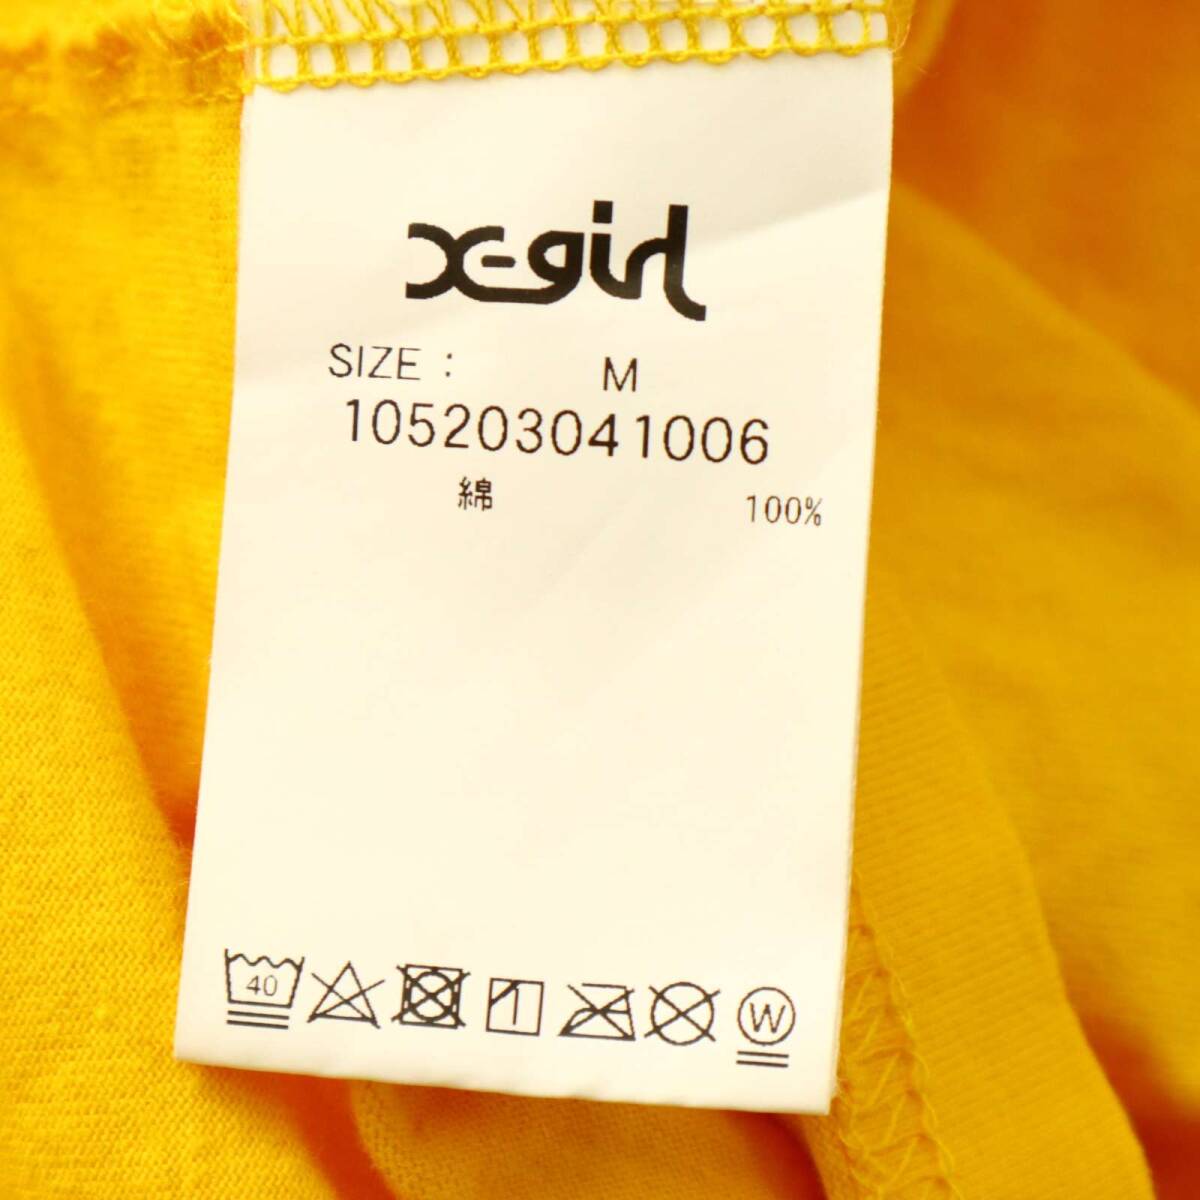 X-girl
SIZE : M
105203041006
綿 100%
40
W